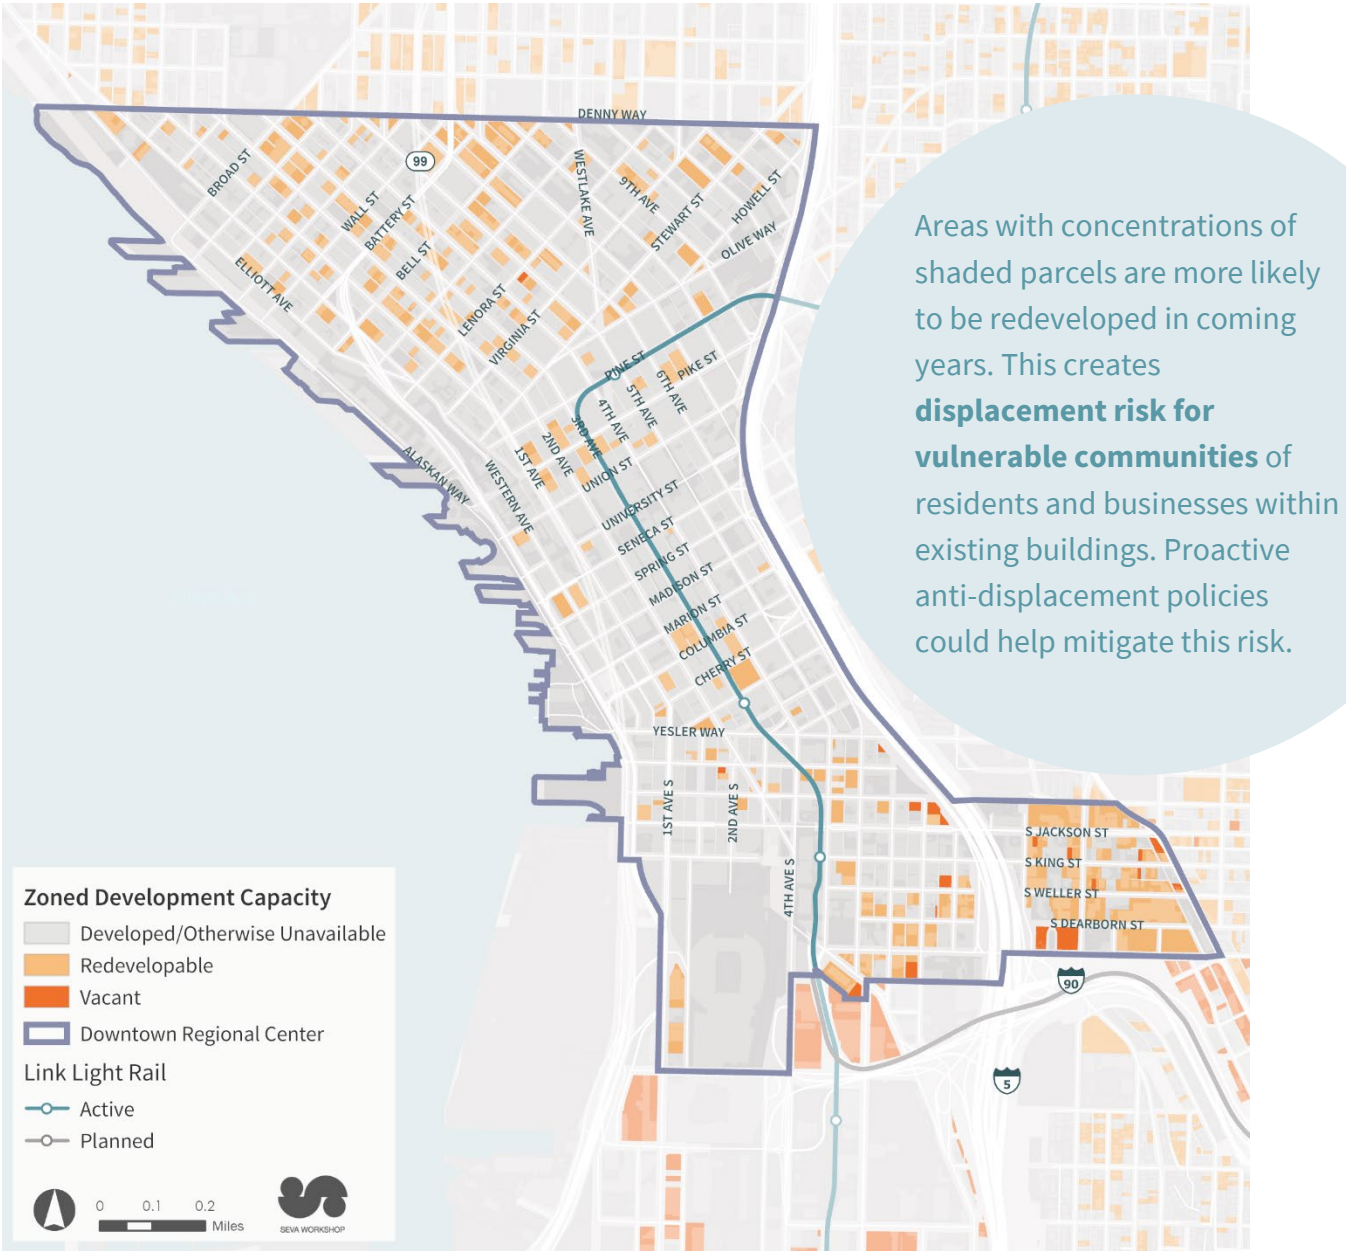 DENNY WAY
BROAD ST
99
WALL ST
BATTERY ST
BELL ST
WESTLAKE AVE
9TH AVE
STEWART ST
HOWELL ST
OLIVE WAY
ELLIOTT AVE
LENORA ST
VIRGINIA ST
PINE ST
PIKE ST
6TH AVE
5TH AVE
4TH AVE
3RD AVE
2ND AVE
1ST AVE
UNION ST
ALASKAN WAY
WESTERN AVE
UNIVERSITY ST
SENECA ST
SPRING ST
MADISON ST
MARION ST
COLUMBIA ST
CHERRY ST
YESLER WAY
1ST AVE S
2ND AVE S
4TH AVE S
S JACKSON ST
S KING ST
S WELLER ST
S DEARBORN ST
90
5
Areas with concentrations of
shaded parcels are more likely
to be redeveloped in coming
years. This creates
displacement risk for
vulnerable communities of
residents and businesses within
existing buildings. Proactive
anti-displacement policies
could help mitigate this risk.
Zoned Development Capacity
Developed/Otherwise Unavailable
Redevelopable
Vacant
Downtown Regional Center
Link Light Rail
Active
Planned
0 0.1 0.2
Miles
SEVA WORKSHOP